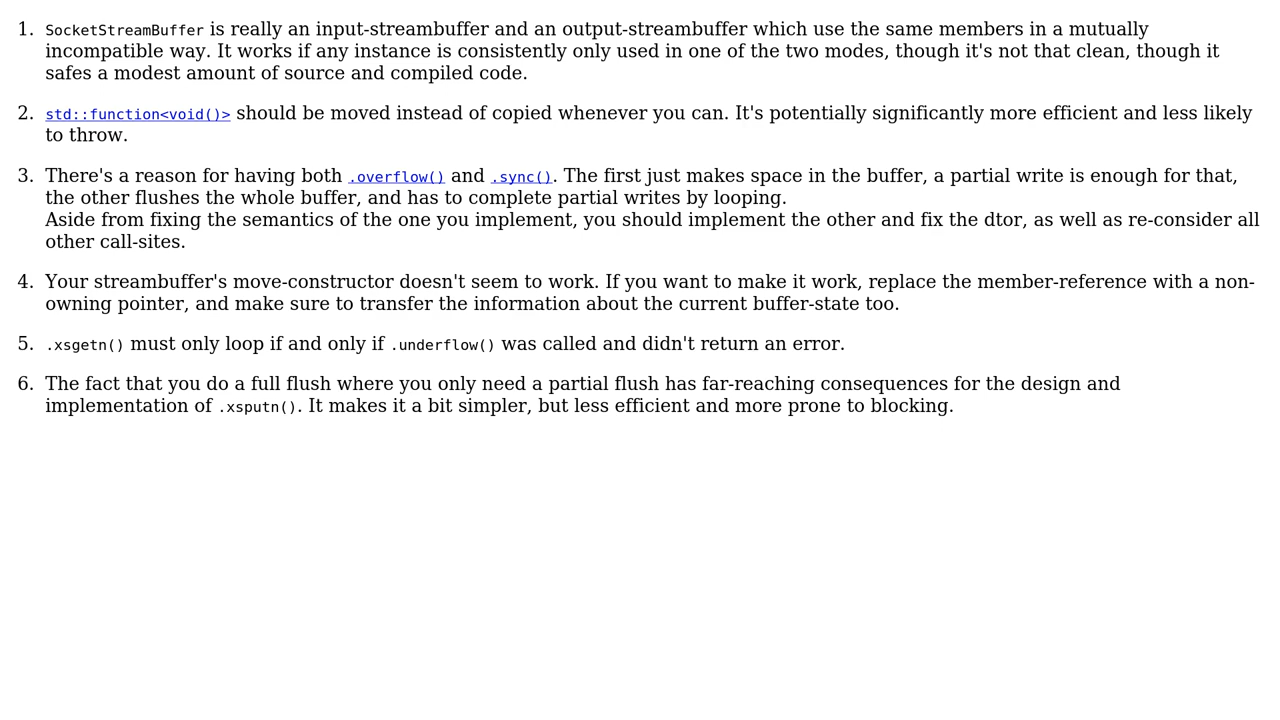 1. SocketStreamBuffer is really an input-streambuffer and an output-streambuffer which use the same members in a mutually
incompatible way. It works if any instance is consistently only used in one of the two modes, though it's not that clean, though it
safes a modest amount of source and compiled code.
2. std::function<void()> should be moved instead of copied whenever you can. It's potentially significantly more efficient and less likely
to throw.
3. There's a reason for having both .overflow() and .sync(). The first just makes space in the buffer, a partial write is enough for that,
the other flushes the whole buffer, and has to complete partial writes by looping.
Aside from fixing the semantics of the one you implement, you should implement the other and fix the dtor, as well as re-consider all
other call-sites.
4. Your streambuffer's move-constructor doesn't seem to work. If you want to make it work, replace the member-reference with a non-
owning pointer, and make sure to transfer the information about the current buffer-state too.
5. .xsgetn() must only loop if and only if .underflow() was called and didn't return an error.
6. The fact that you do a full flush where you only need a partial flush has far-reaching consequences for the design and
implementation of .xsputn(). It makes it a bit simpler, but less efficient and more prone to blocking.